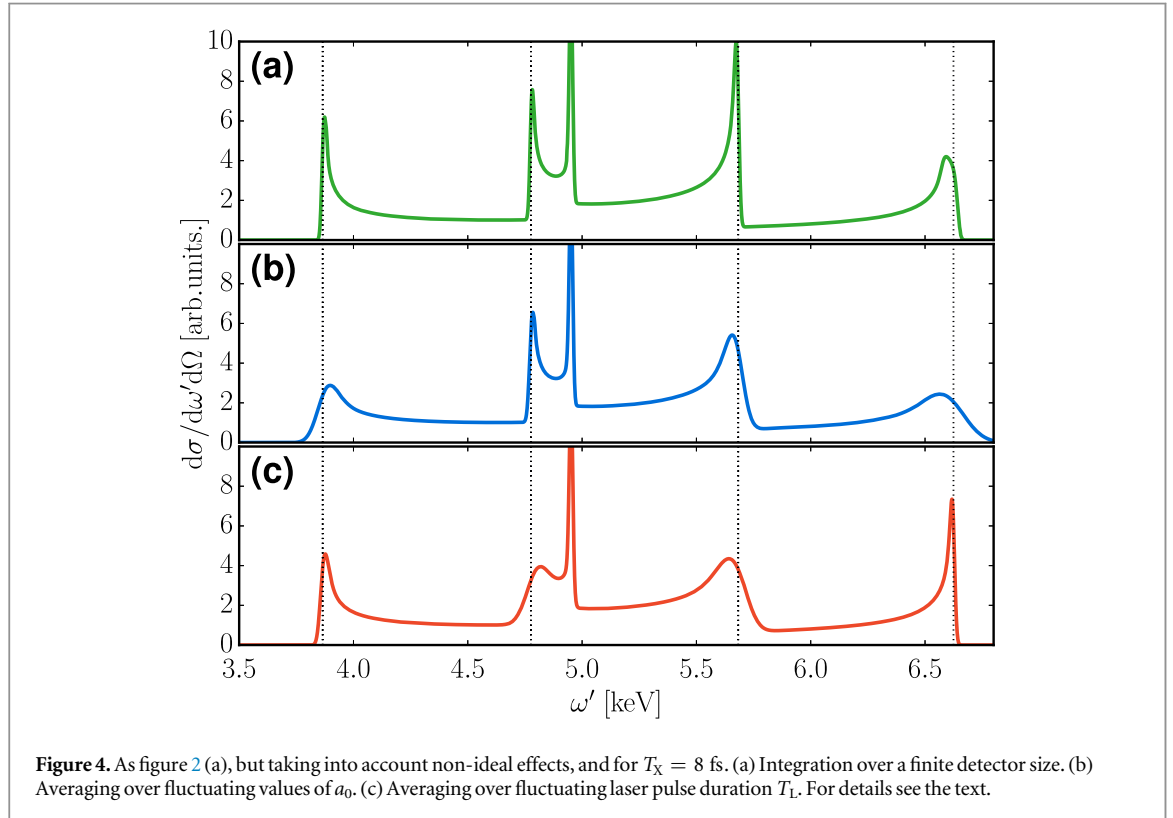 (a)
10
8
6
4
2
0
(b)
8
6
4
2
0
(c)
8
6
4
2
0
dσ/dω′dΩ [arb.units.]
3.5 4.0 4.5 5.0 5.5 6.0 6.5
ω′ [keV]
Figure 4. As figure 2 (a), but taking into account non-ideal effects, and for T_X = 8 fs. (a) Integration over a finite detector size. (b)
Averaging over fluctuating values of a₀. (c) Averaging over fluctuating laser pulse duration T_L. For details see the text.